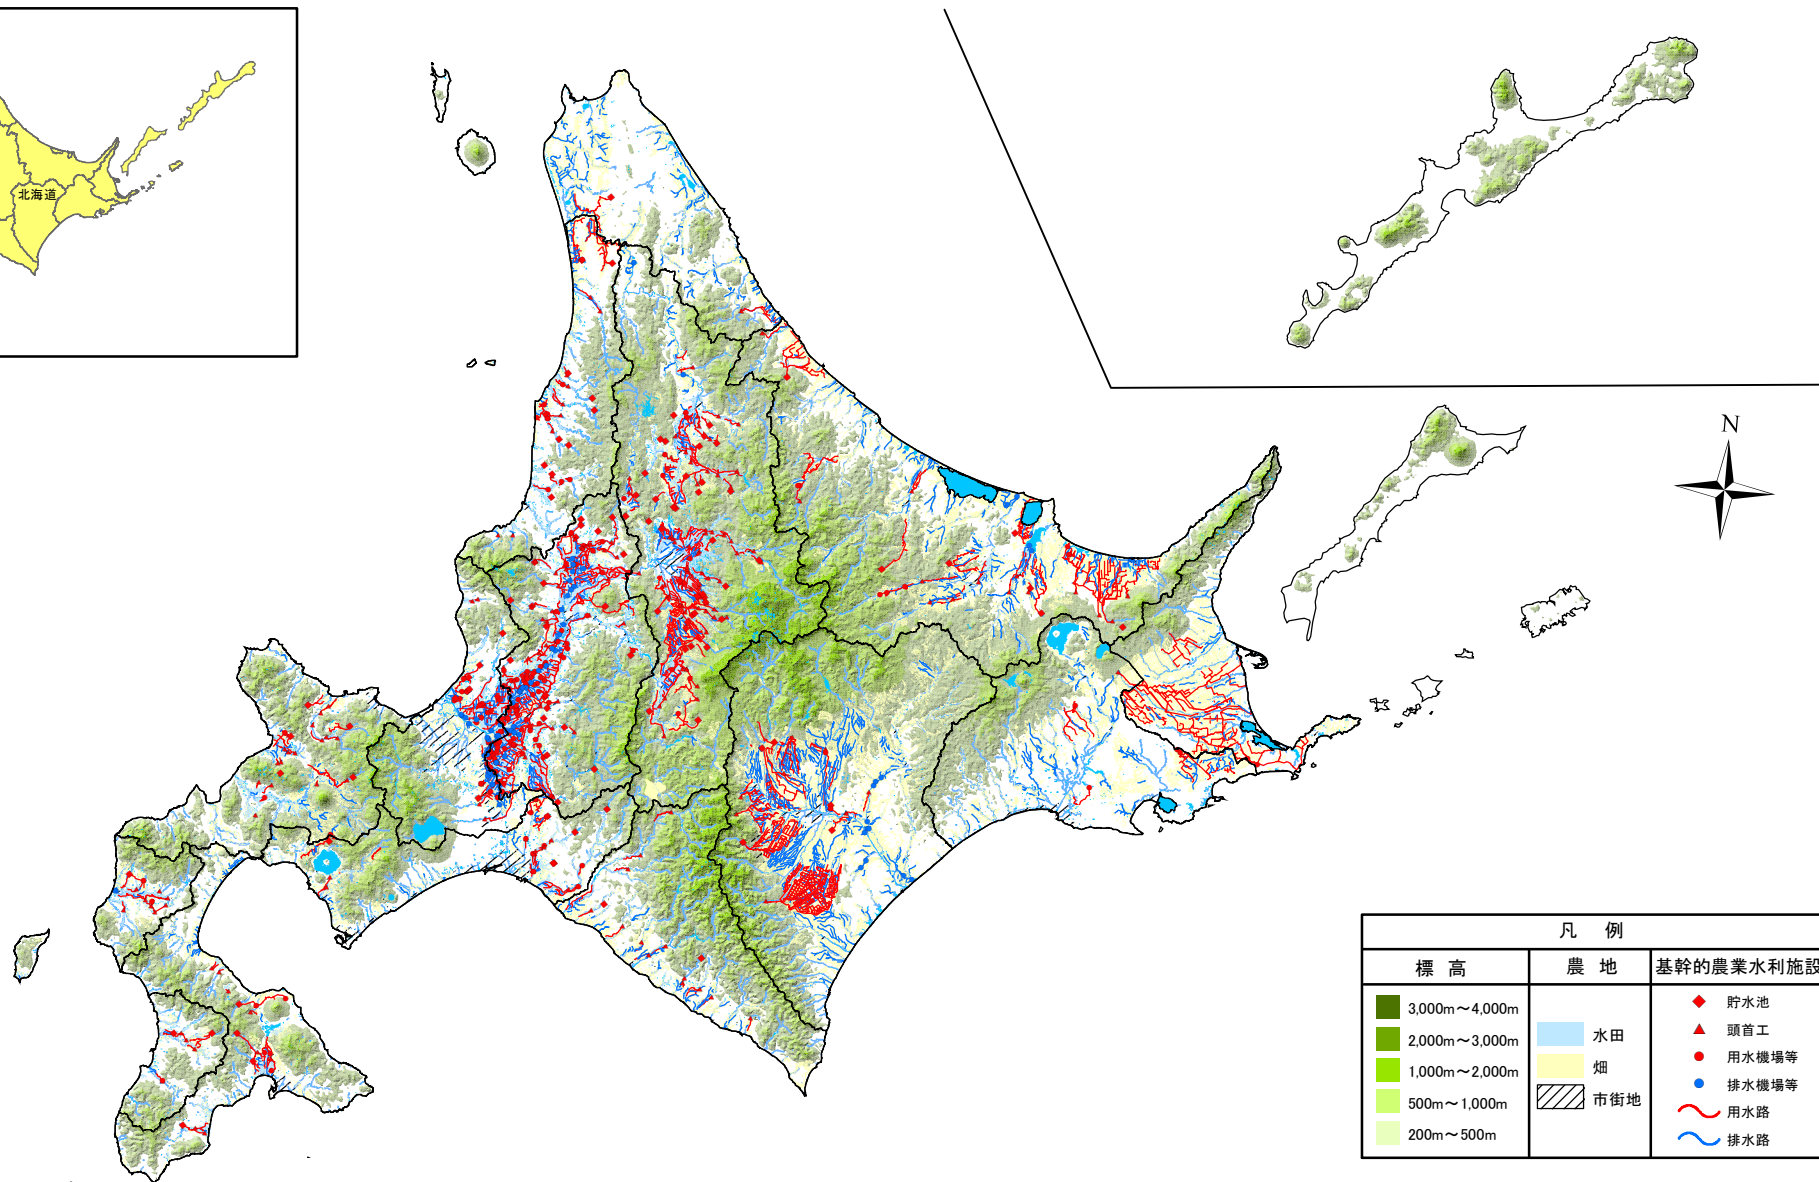 北海道
N
凡 例
標 高
農 地
基幹的農業水利施設
3,000m～4,000m
2,000m～3,000m
1,000m～2,000m
500m～1,000m
200m～500m
水田
畑
市街地
貯水池
頭首工
用水機場等
排水機場等
用水路
排水路